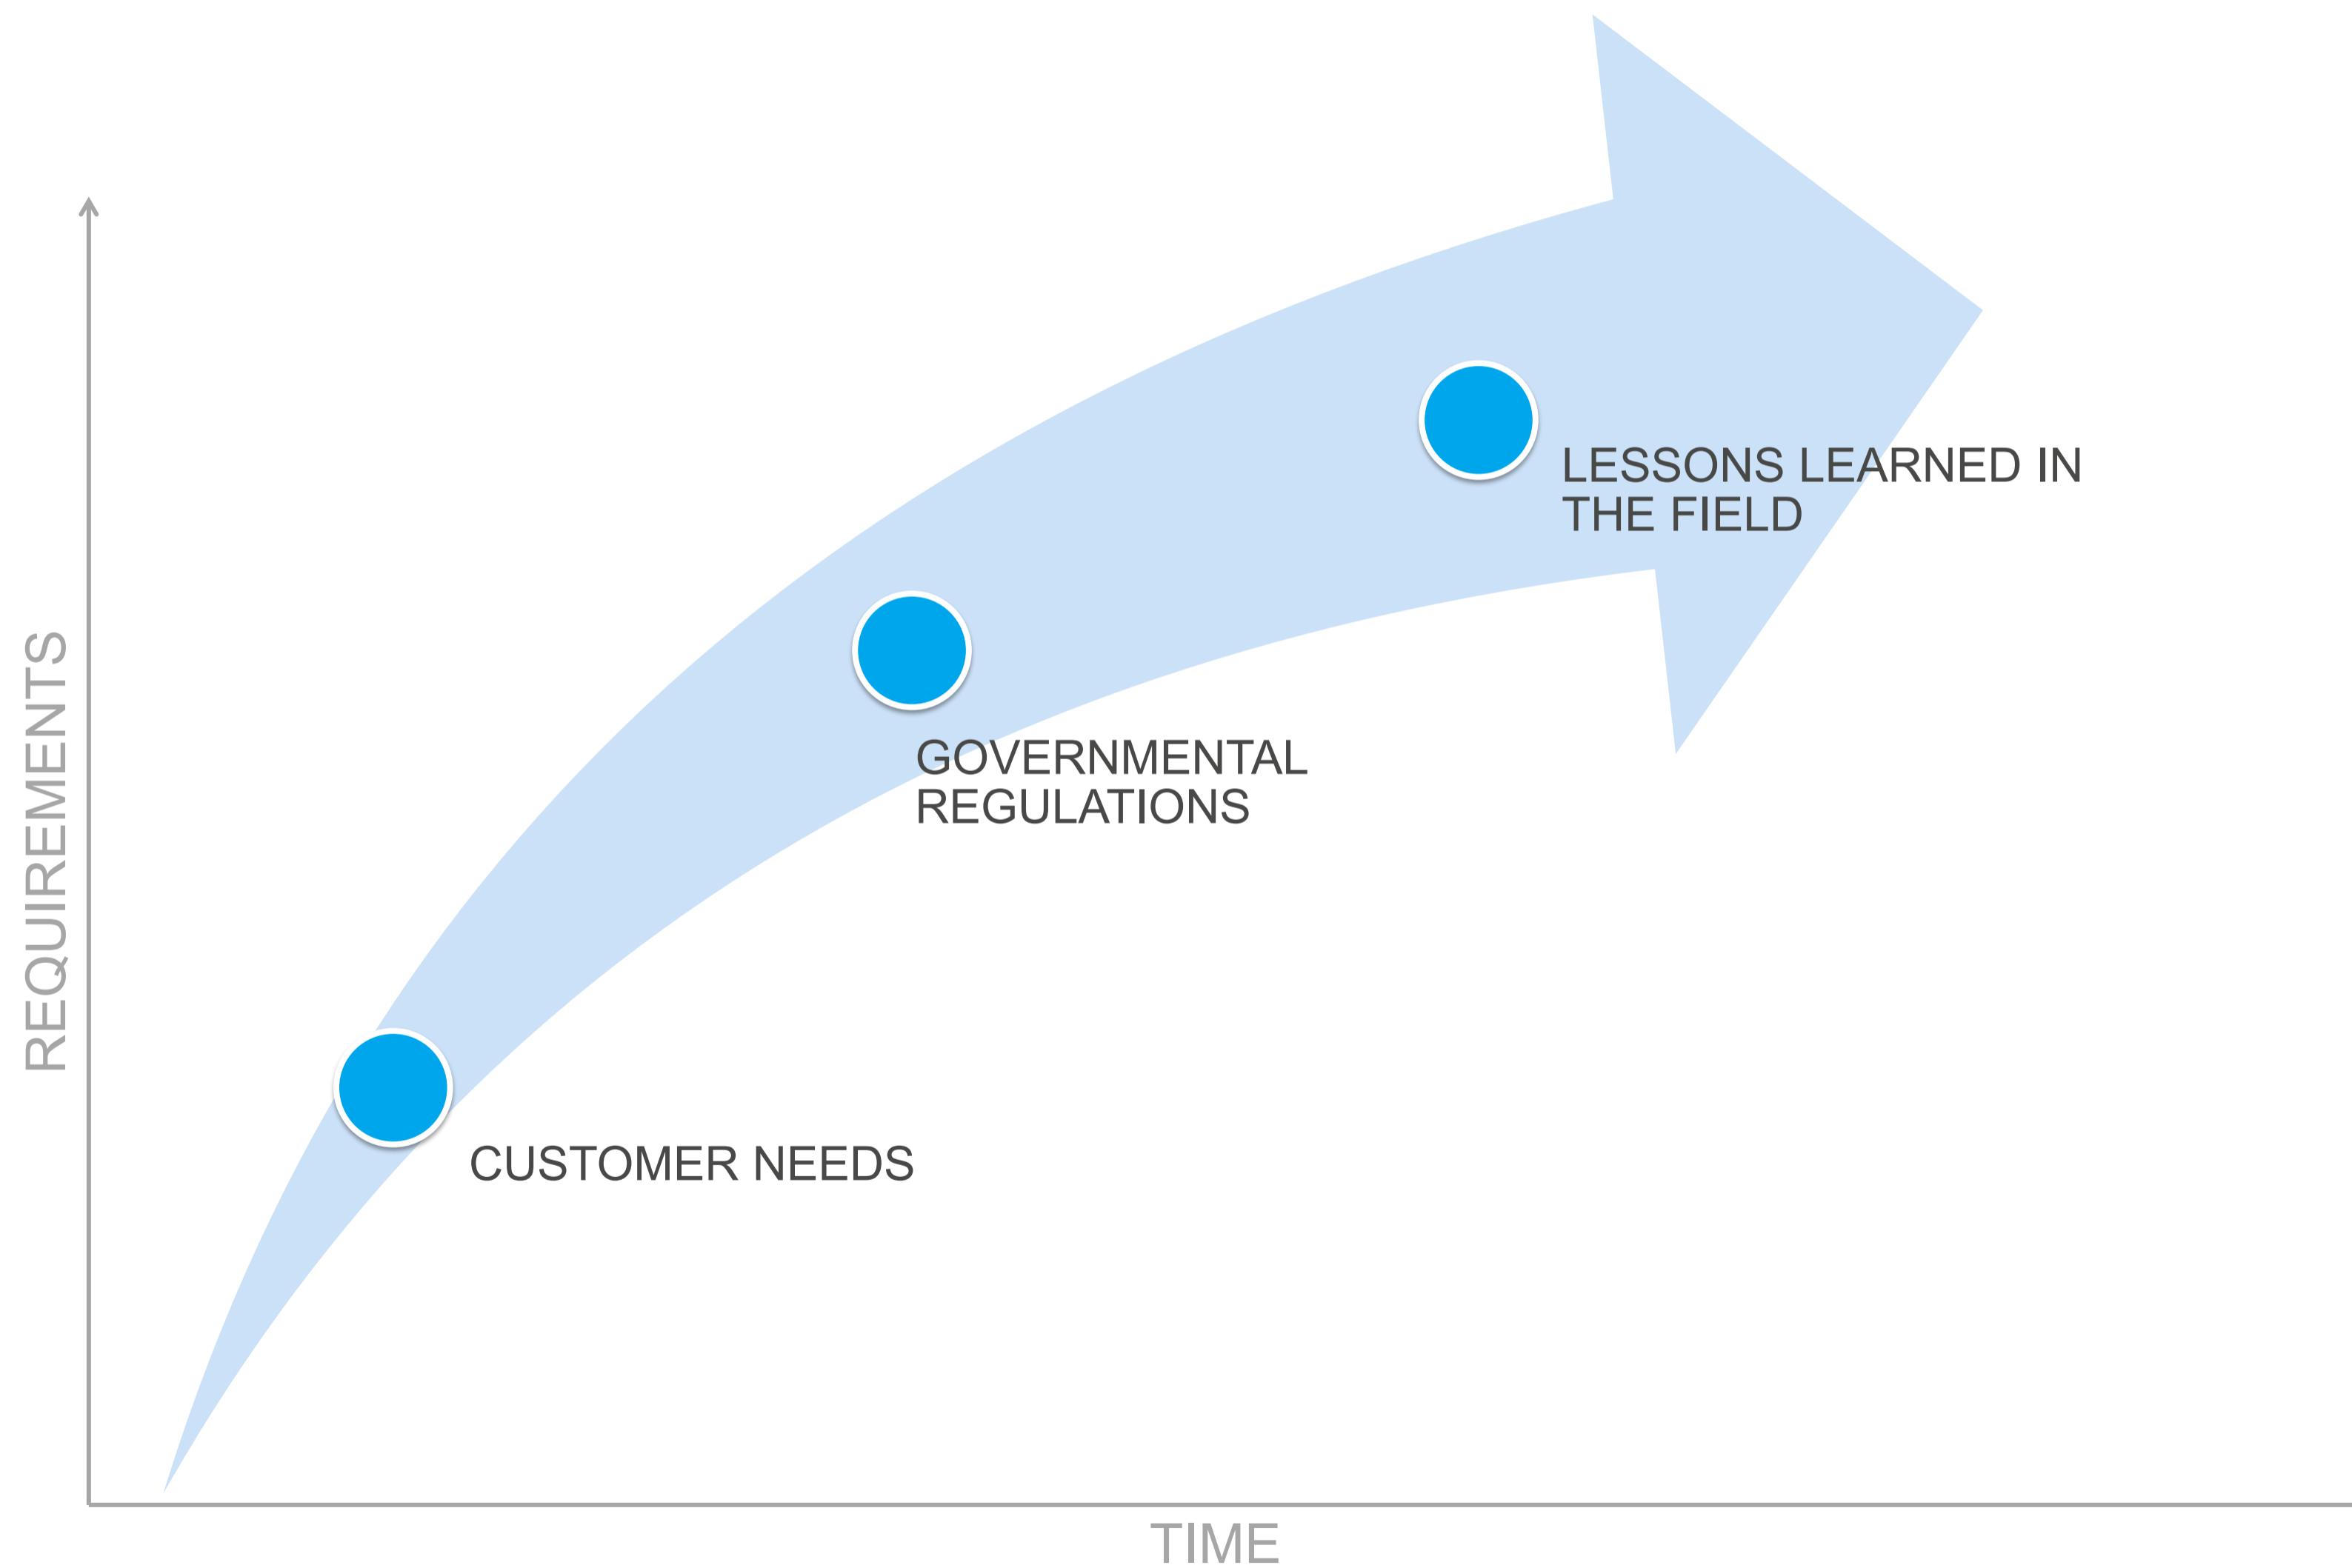 LESSONS LEARNED IN
THE FIELD
GOVERNMENTAL
REGULATIONS
CUSTOMER NEEDS
REQUIREMENTS
TIME